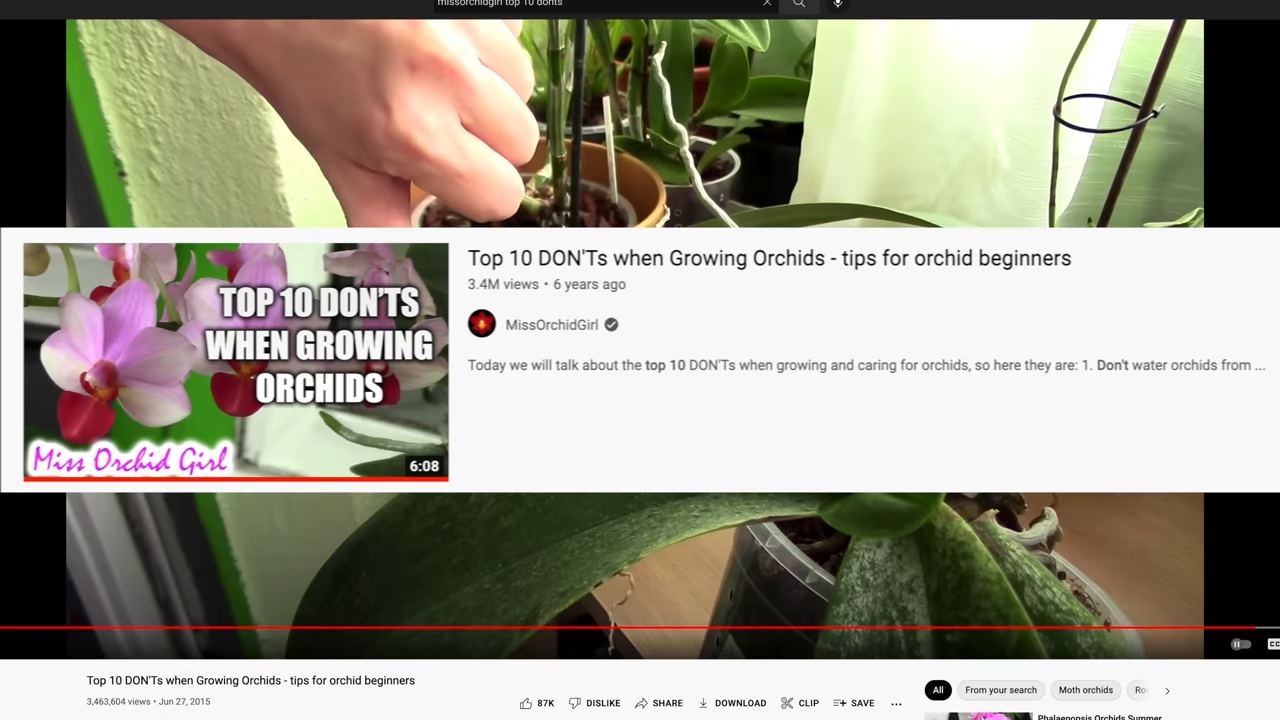 missorchidgirl top 10 donts
Top 10 DON'Ts when Growing Orchids - tips for orchid beginners
3.4M views • 6 years ago
MissOrchidGirl
Today we will talk about the top 10 DON'Ts when growing and caring for orchids, so here they are: 1. Don't water orchids from ...
TOP 10 DON'TS
WHEN GROWING
ORCHIDS
Miss Orchid Girl
6:08
CC
Top 10 DON'Ts when Growing Orchids - tips for orchid beginners
3,463,604 views • Jun 27, 2015
87K DISLIKE SHARE DOWNLOAD CLIP SAVE ...
All From your search Moth orchids
Phalaenopsis Orchids Summer